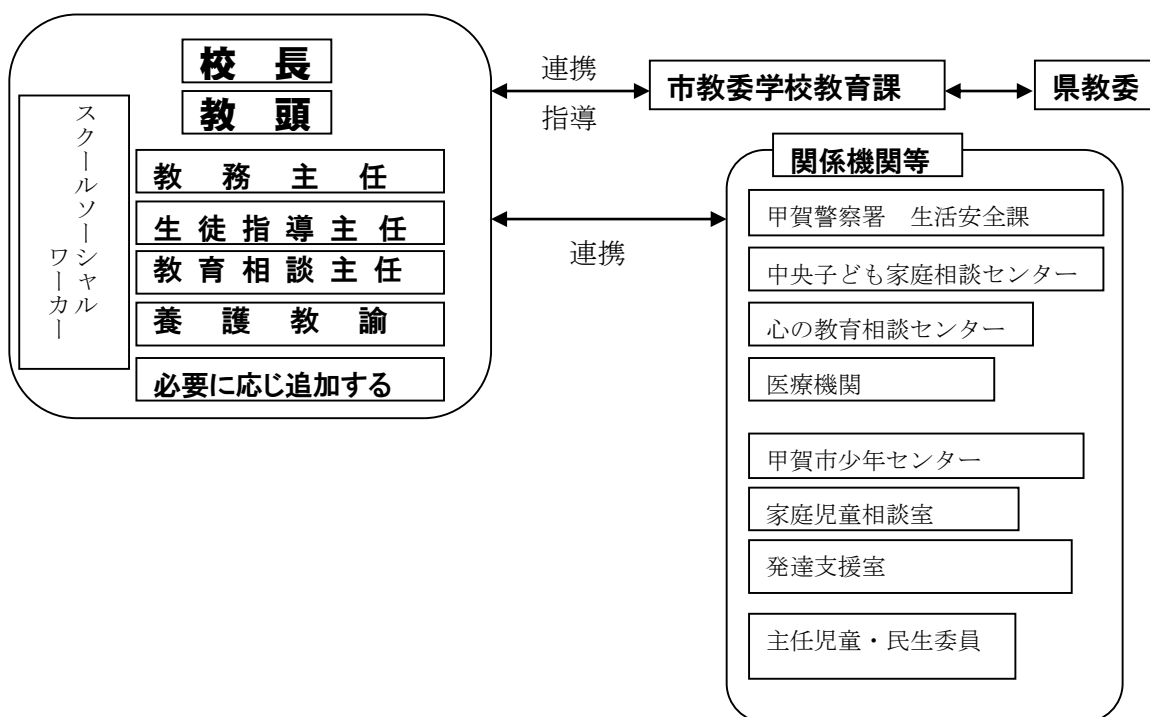 校長
教頭
スクールソーシャル
ワーカー
教務主任
生徒指導主任
教育相談主任
養護教諭
必要に応じ追加する
連携
指導
市教委学校教育課
県教委
連携
関係機関等
甲賀警察署　生活安全課
中央子ども家庭相談センター
心の教育相談センター
医療機関
甲賀市少年センター
家庭児童相談室
発達支援室
主任児童・民生委員